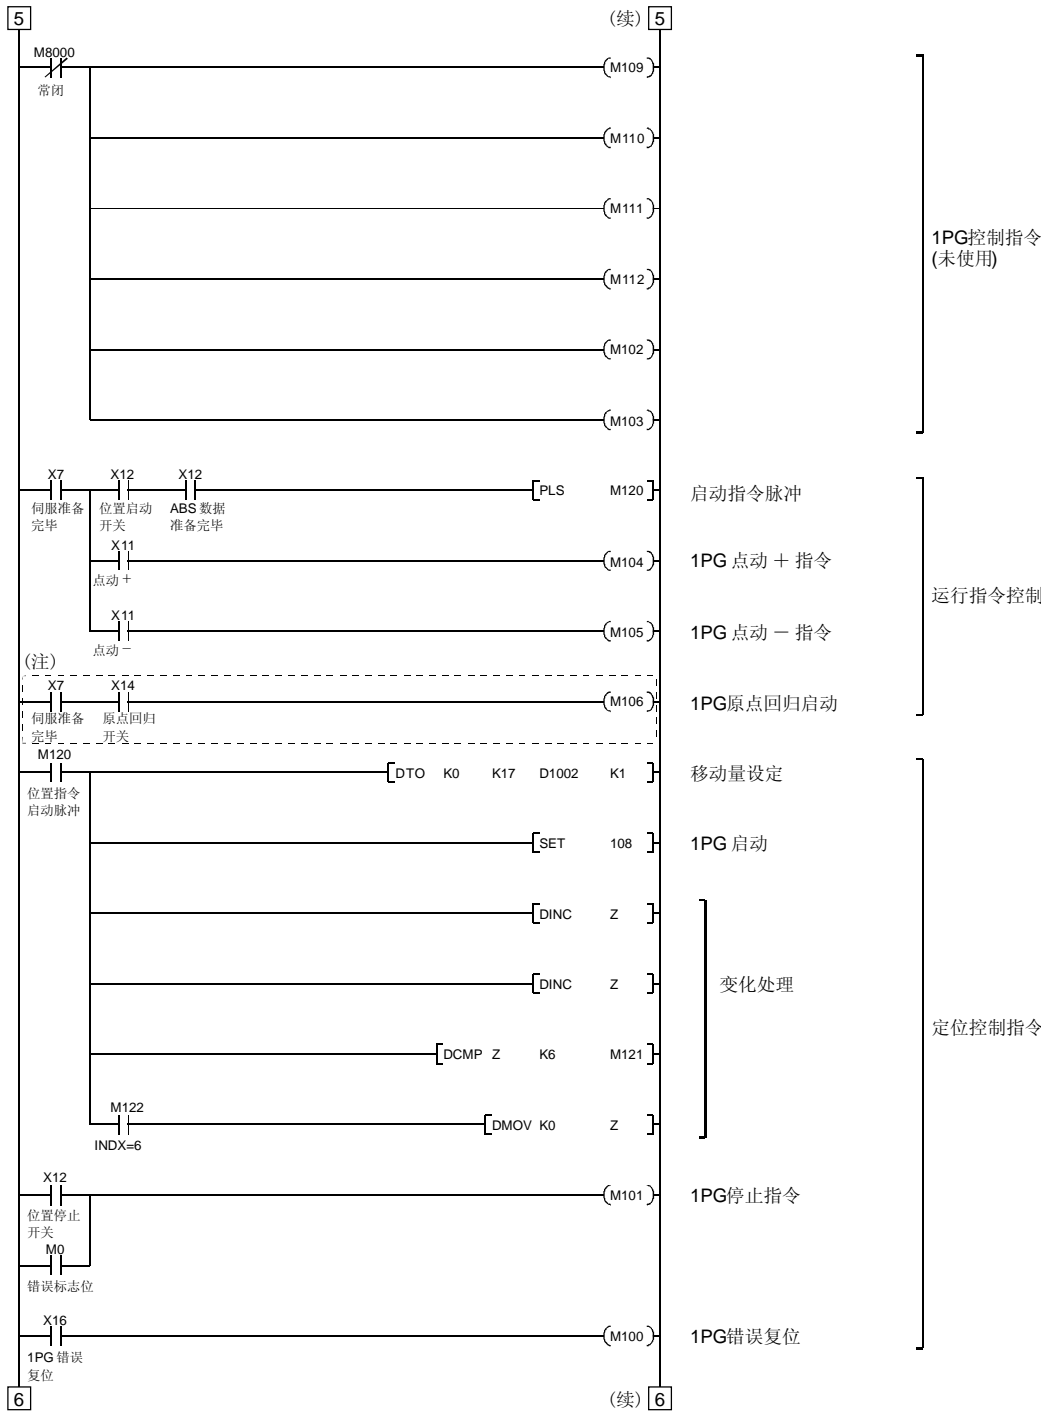 5 (续) 5
M8000
常闭
(M109)
(M110)
(M111)
1PG控制指令
(未使用)
(M112)
(M102)
(M103)
X7 X12 X12
PLS M120 启动指令脉冲
伺服准备 位置启动 ABS 数据
完毕 开关 准备完毕
X11
(M104) 1PG 点动 + 指令
点动 +
运行指令控制
X11
(M105) 1PG 点动 - 指令
点动 -
(注)
X7 X14
(M106) 1PG原点回归启动
伺服准备 原点回归
完毕 开关
M120
DTO K0 K17 D1002 K1 移动量设定
位置指令
启动脉冲
SET 108 1PG 启动
DINC Z
DINC Z 变化处理
定位控制指令
DCMP Z K6 M121
M122
DMOV K0 Z
INDX=6
X12
(M101) 1PG停止指令
位置停止
开关
M0
错误标志位
X16
(M100) 1PG错误复位
1PG 错误
复位
6 (续) 6